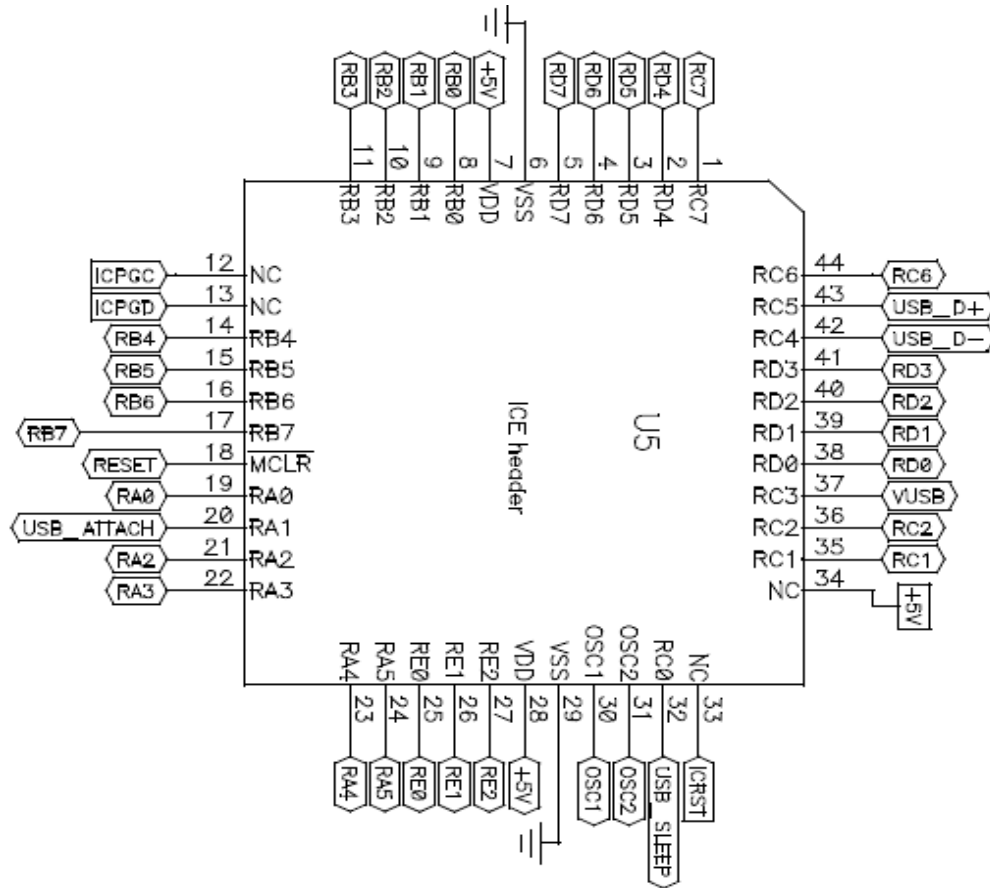 RB3 RB2 RB1 RB0 +5V RD7 RD6 RD5 RD4 RC7
11 10 9 8 7 6 5 4 3 2 1
RB3 RB2 RB1 RB0 VDD VSS RD7 RD6 RD5 RD4 RC7
ICPGC 12 NC
ICPGD 13 NC
RB4 14 RB4
RB5 15 RB5
RB6 16 RB6
RB7 17 RB7
RESET 18 MCLR
RA0 19 RA0
USB_ATTACH 20 RA1
RA2 21 RA2
RA3 22 RA3
ICE header
U5
RC6 44 RC6
RC5 43 USB_D+
RC4 42 USB_D-
RD3 41 RD3
RD2 40 RD2
RD1 39 RD1
RD0 38 RD0
RC3 37 VUSB
RC2 36 RC2
RC1 35 RC1
NC 34 +5V
RA4 RA5 RE0 RE1 RE2 VDD VSS OSC1 OSC2 RC0 NC
23 24 25 26 27 28 29 30 31 32 33
RA4 RA5 RE0 RE1 RE2 +5V OSC1 OSC2 USB_SLEEP ICRST